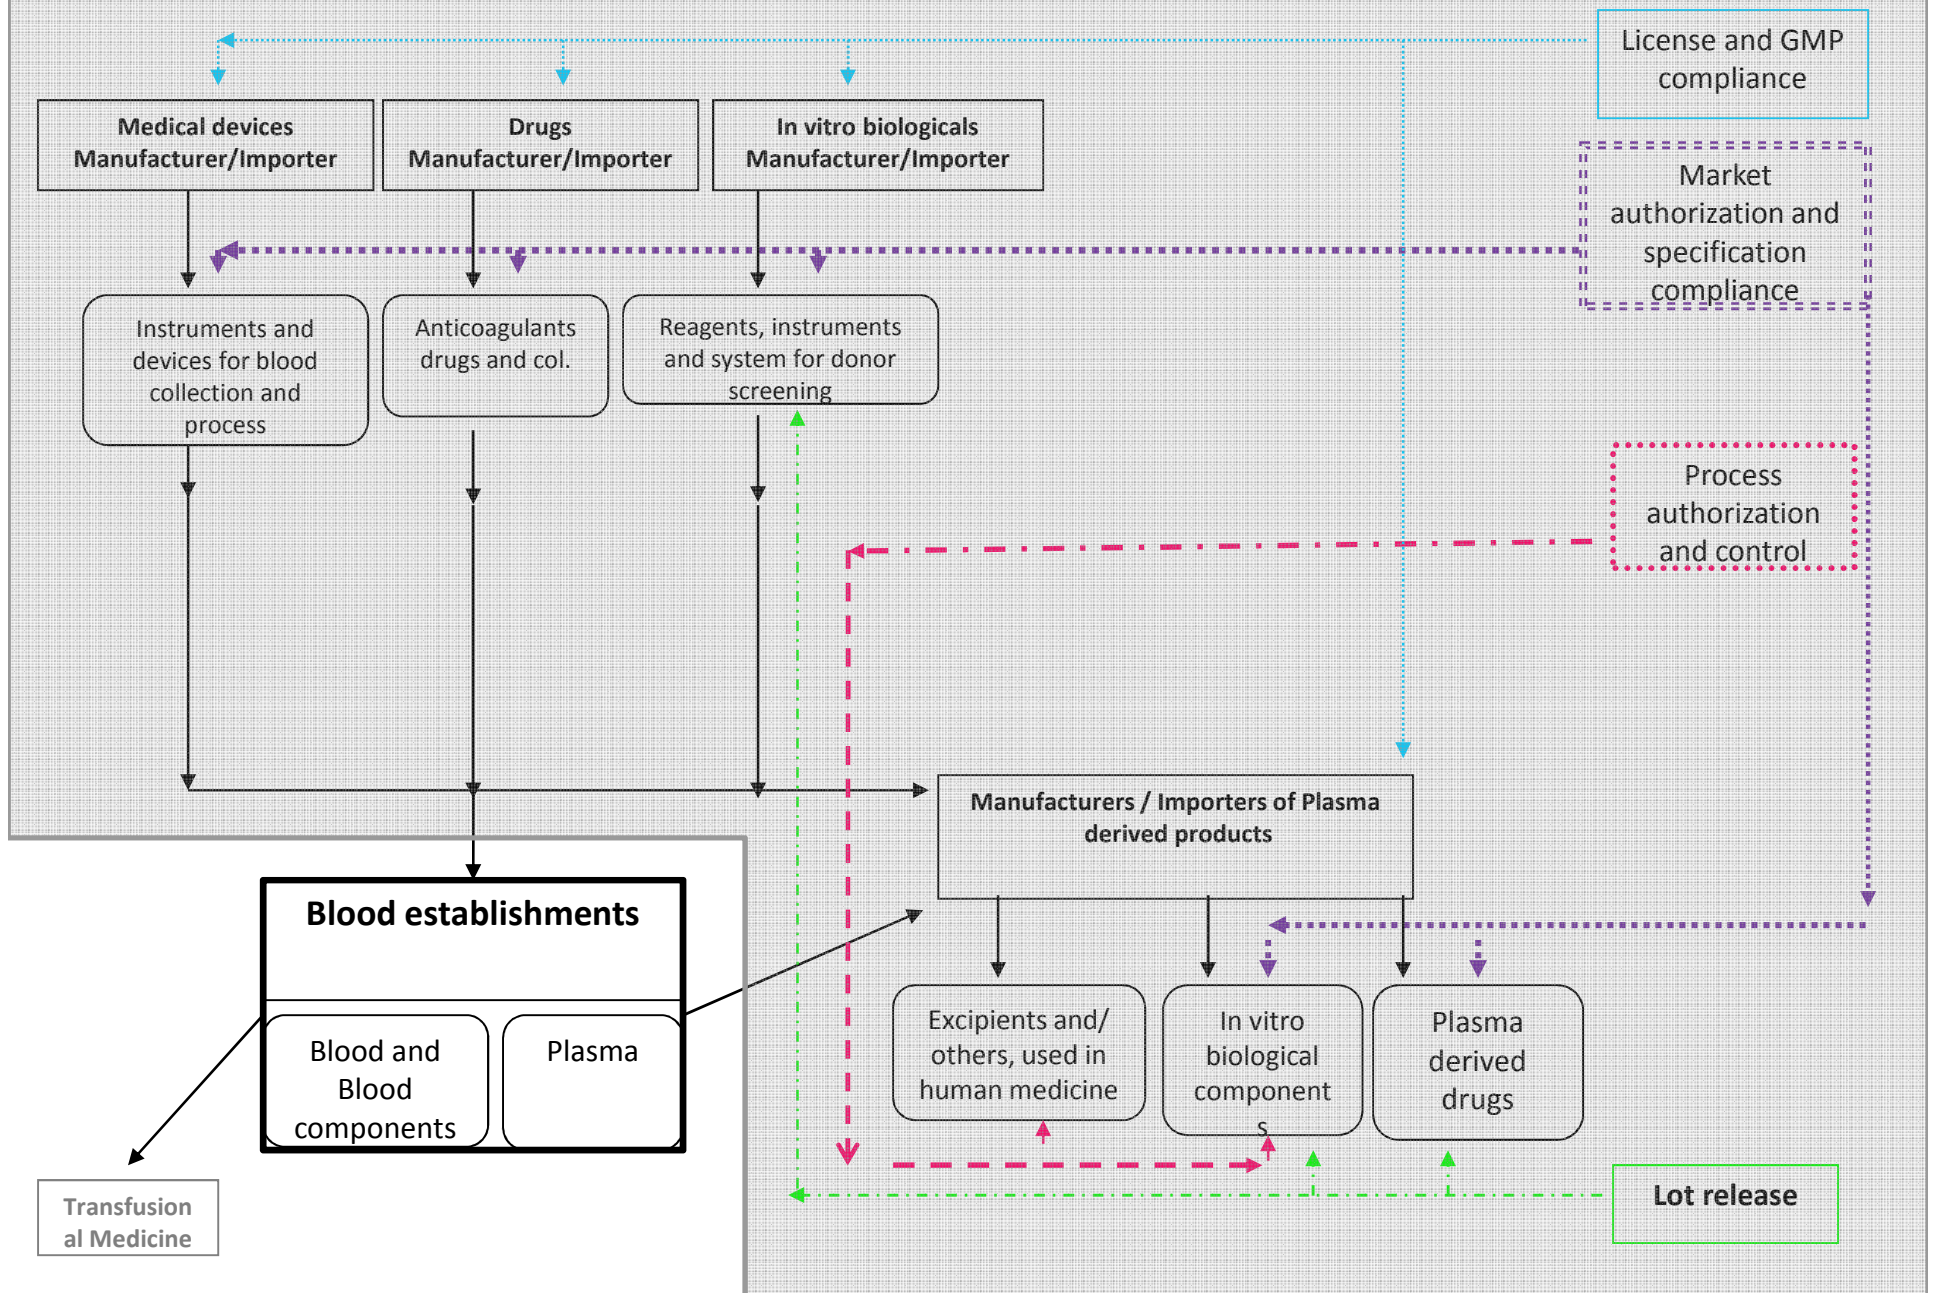 License and GMP
compliance
Medical devices
Manufacturer/Importer
Drugs
Manufacturer/Importer
In vitro biologicals
Manufacturer/Importer
Market
authorization and
specification
compliance
Instruments and
devices for blood
collection and
process
Anticoagulants
drugs and col.
Reagents, instruments
and system for donor
screening
Process
authorization
and control
Manufacturers / Importers of Plasma
derived products
Blood establishments
Blood and
Blood
components
Plasma
Excipients and/
others, used in
human medicine
In vitro
biological
component
s
Plasma
derived
drugs
Transfusion
al Medicine
Lot release